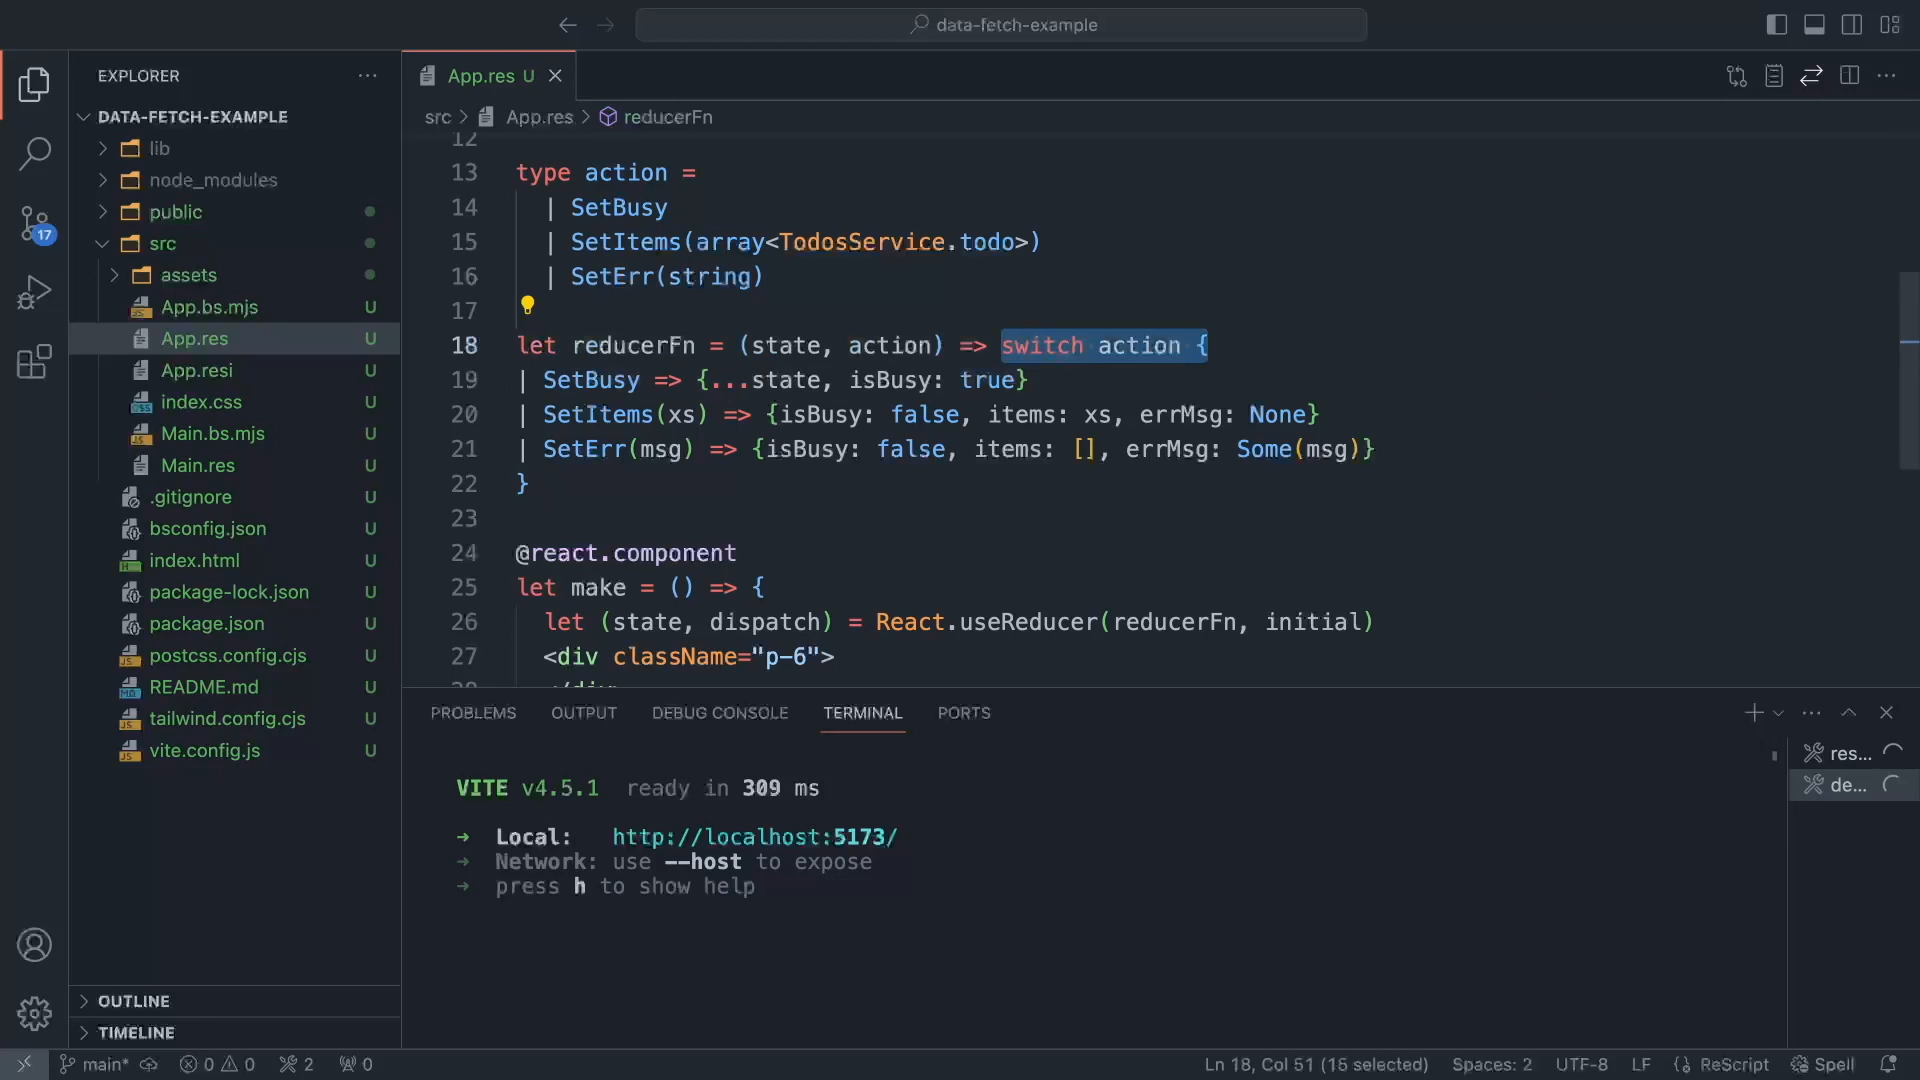 data-fetch-example
EXPLORER
DATA-FETCH-EXAMPLE
lib
node_modules
public
src
assets
App.bs.mjs U
App.res U
App.resi U
index.css U
Main.bs.mjs U
Main.res U
.gitignore U
bsconfig.json U
index.html U
package-lock.json U
package.json U
postcss.config.cjs U
README.md U
tailwind.config.cjs U
vite.config.js U
OUTLINE
TIMELINE
17
App.res U
src > App.res > reducerFn
12
13 type action =
14 | SetBusy
15 | SetItems(array<TodosService.todo>)
16 | SetErr(string)
17
18 let reducerFn = (state, action) => switch action {
19 | SetBusy => {...state, isBusy: true}
20 | SetItems(xs) => {isBusy: false, items: xs, errMsg: None}
21 | SetErr(msg) => {isBusy: false, items: [], errMsg: Some(msg)}
22 }
23
24 @react.component
25 let make = () => {
26 let (state, dispatch) = React.useReducer(reducerFn, initial)
27 <div className="p-6">
28 </div>
PROBLEMS OUTPUT DEBUG CONSOLE TERMINAL PORTS
VITE v4.5.1 ready in 309 ms
➜ Local: http://localhost:5173/
➜ Network: use --host to expose
➜ press h to show help
res...
de...
main* 0 0 2 0
Ln 18, Col 51 (15 selected) Spaces: 2 UTF-8 LF {} ReScript Spell